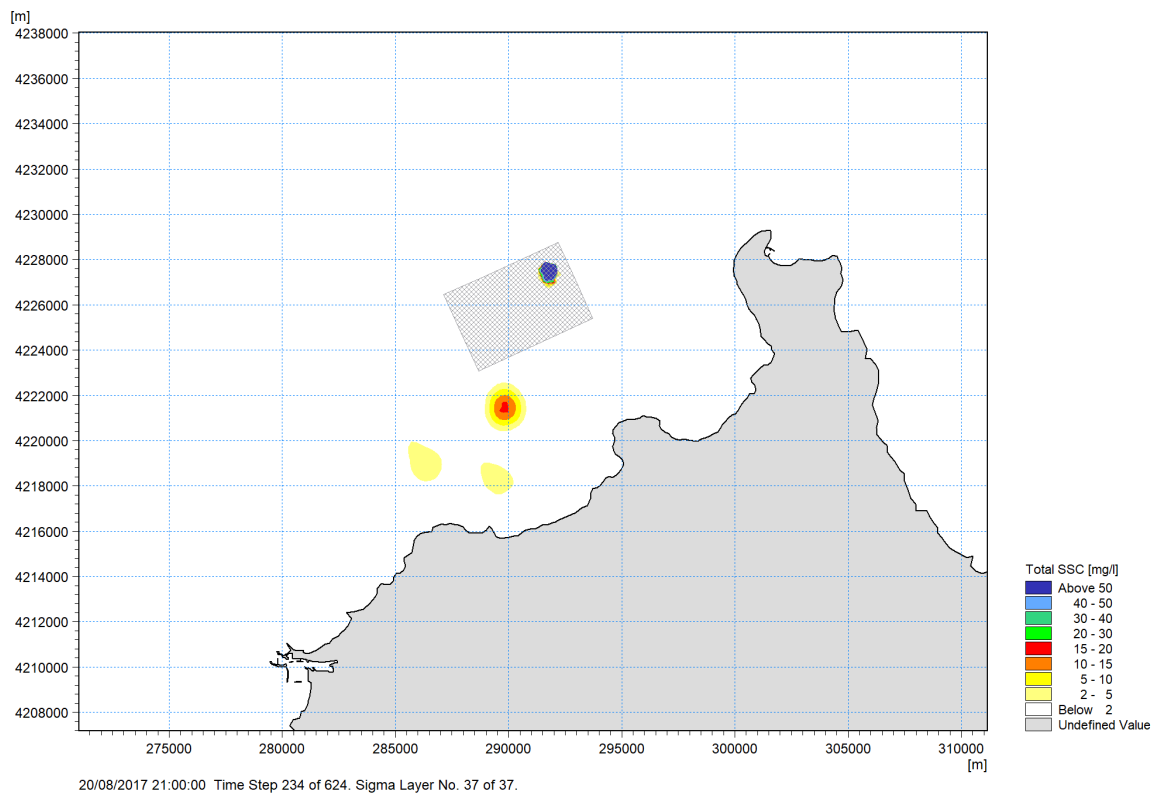 [m]
4238000
4236000
4234000
4232000
4230000
4228000
4226000
4224000
4222000
4220000
4218000
4216000
4214000
4212000
4210000
4208000
275000 280000 285000 290000 295000 300000 305000 310000
[m]
Total SSC [mg/l]
Above 50
40 - 50
30 - 40
20 - 30
15 - 20
10 - 15
5 - 10
2 - 5
Below 2
Undefined Value
20/08/2017 21:00:00 Time Step 234 of 624. Sigma Layer No. 37 of 37.